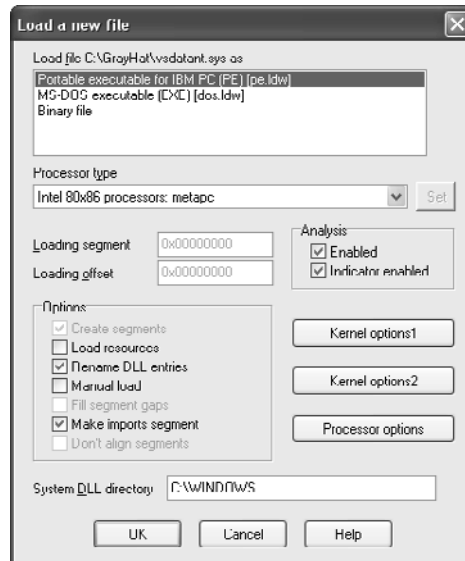 Load a new file
Load file C:\GrayHat\vsdatant.sys as
Portable executable for IBM PC (PE) [pe.ldw]
MS-DOS executable (EXE) [dos.ldw]
Binary file
Processor type
Intel 80x86 processors: metapc
Set
Loading segment
0x00000000
Loading offset
0x00000000
Analysis
Enabled
Indicator enabled
Options
Create segments
Load resources
Rename DLL entries
Manual load
Fill segment gaps
Make imports segment
Don't align segments
Kernel options1
Kernel options2
Processor options
System DLL directory
C:\WINDOWS
OK
Cancel
Help